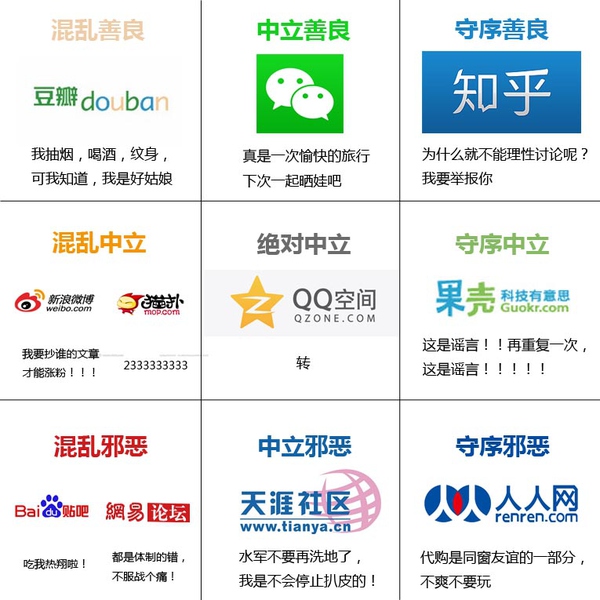 混乱善良
中立善良
守序善良
豆瓣douban
知乎
我抽烟，喝酒，纹身，
可我知道，我是好姑娘
真是一次愉快的旅行
下次一起晒娃吧
为什么就不能理性讨论呢？
我要举报你
混乱中立
绝对中立
守序中立
新浪微博
weibo.com
猫扑
mop.com
QQ空间
QZONE.COM
果壳 科技有意思
Guokr.com
我要抄谁的文章
才能涨粉！！！
2333333333
转
这是谣言！！再重复一次，
这是谣言！！！！！
混乱邪恶
中立邪恶
守序邪恶
Bai du 贴吧
網易 论坛
天涯社区
www.tianya.cn
人人网
renren.com
吃我热翔啦！
都是体制的错，
不服战个痛！
水军不要再洗地了，
我是不会停止扒皮的！
代购是同窗友谊的一部分，
不爽不要玩